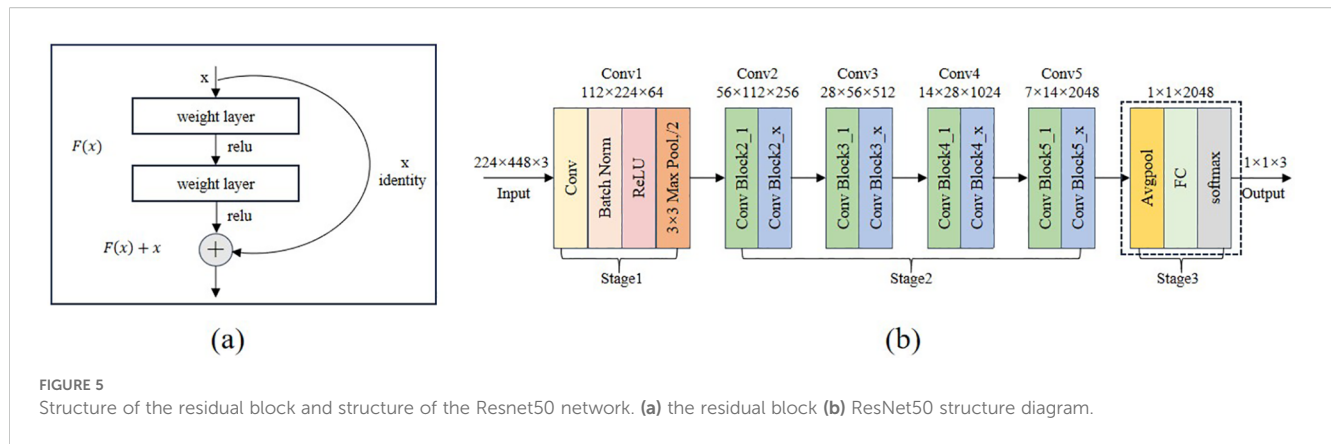 x
weight layer
F(x)
relu
weight layer
x
identity
relu
F(x) + x
+
(a)
Conv1
112×224×64
Conv2
56×112×256
Conv3
28×56×512
Conv4
14×28×1024
Conv5
7×14×2048
1×1×2048
224×448×3
Input
Conv
Batch Norm
ReLU
3×3 Max Pool,/2
Conv Block2_1
Conv Block2_x
Conv Block3_1
Conv Block3_x
Conv Block4_1
Conv Block4_x
Conv Block5_1
Conv Block5_x
Avgpool
FC
softmax
1×1×3
Output
Stage1
Stage2
Stage3
(b)
FIGURE 5
Structure of the residual block and structure of the Resnet50 network. (a) the residual block (b) ResNet50 structure diagram.